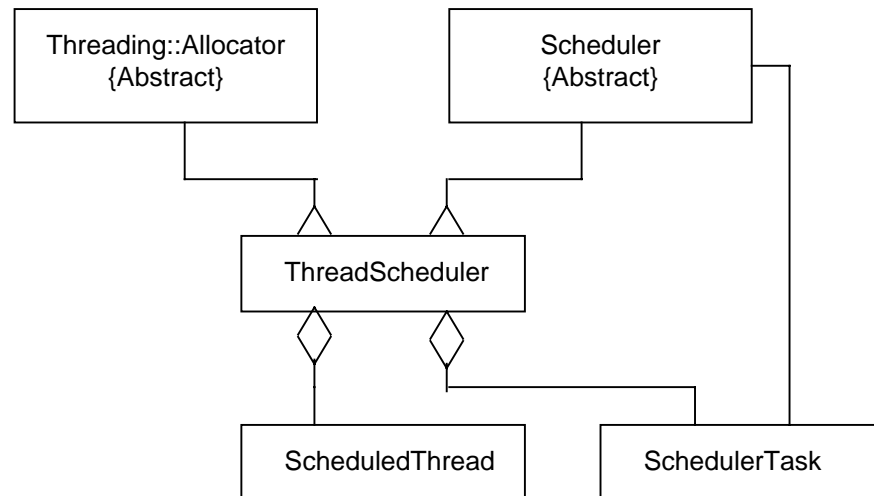 Threading::Allocator
{Abstract}
Scheduler
{Abstract}
ThreadScheduler
ScheduledThread
SchedulerTask